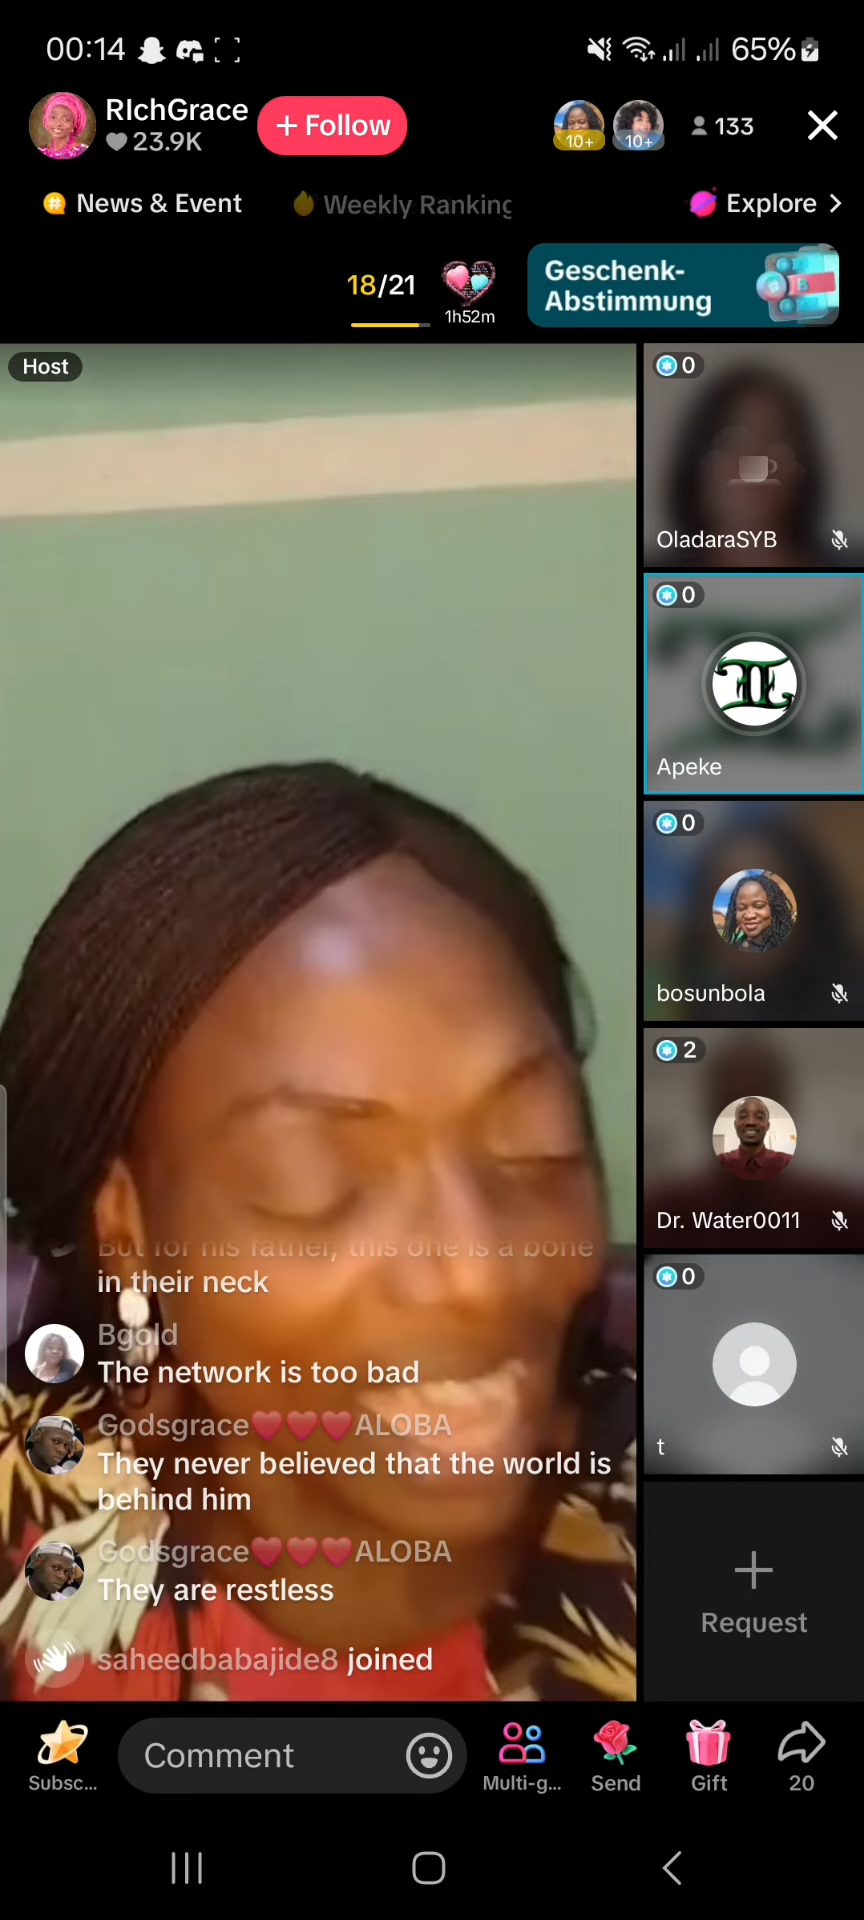 00:14
65%
RIchGrace
23.9K
+ Follow
10+
10+
133
News & Event
Weekly Ranking
Explore >
18/21
1h52m
Geschenk-
Abstimmung
Host
0
OladaraSYB
0
Apeke
0
bosunbola
2
Dr. Water0011
0
t
Request
But for his father, this one is a bone
in their neck
Bgold
The network is too bad
Godsgrace❤❤❤ALOBA
They never believed that the world is
behind him
Godsgrace❤❤❤ALOBA
They are restless
saheedbabajide8 joined
Subsc...
Comment
Multi-g...
Send
Gift
20